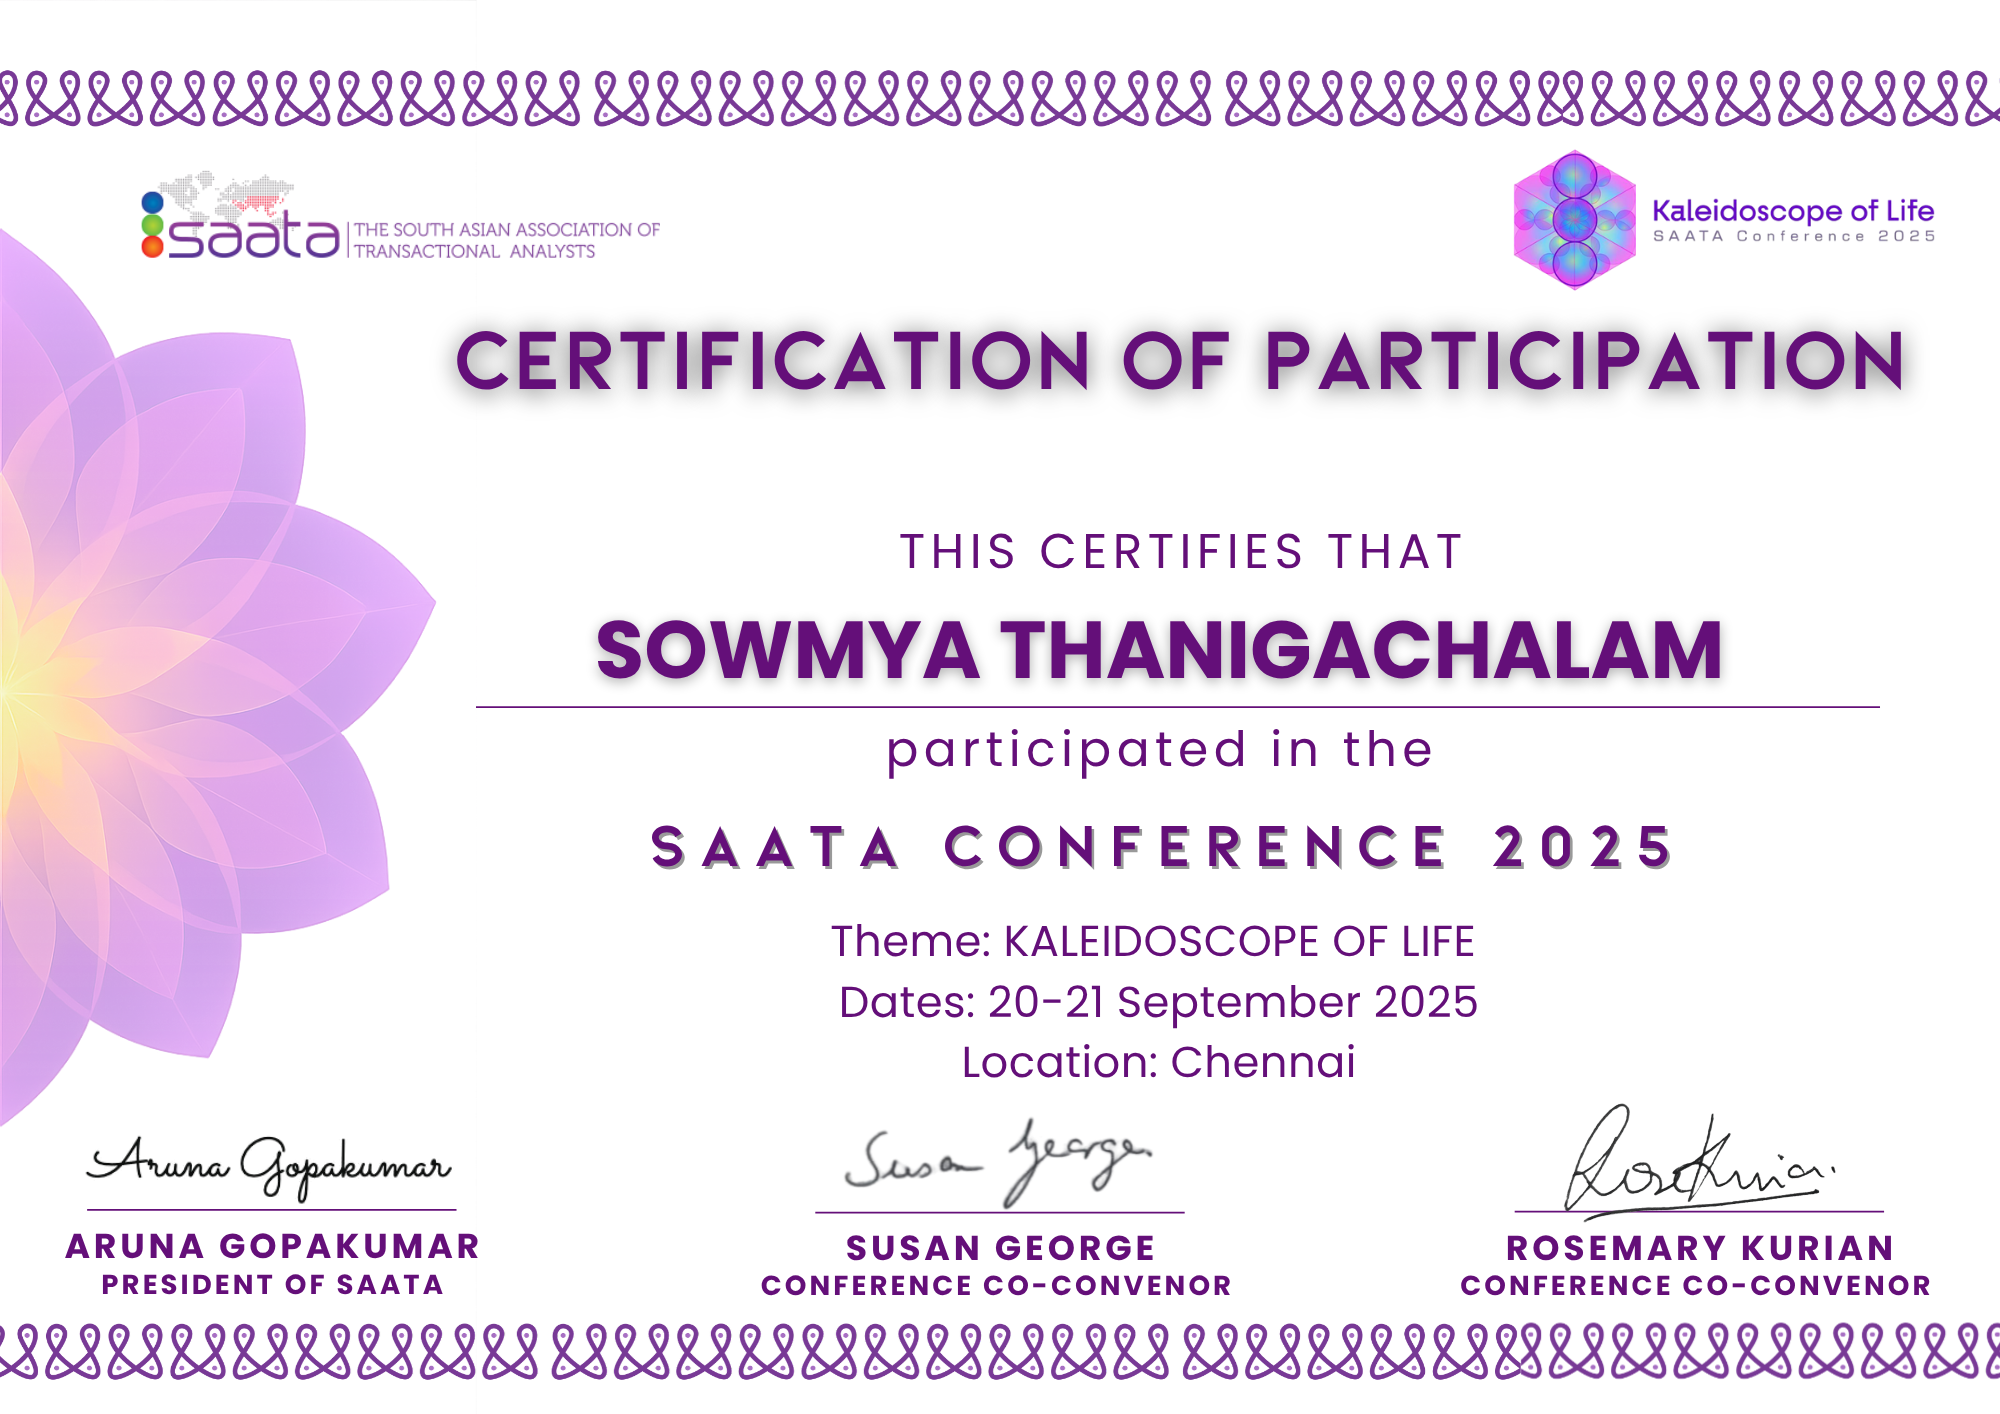 saata
THE SOUTH ASIAN ASSOCIATION OF
TRANSACTIONAL ANALYSTS
Kaleidoscope of Life
SAATA Conference 2025
CERTIFICATION OF PARTICIPATION
THIS CERTIFIES THAT
SOWMYA THANIGACHALAM
participated in the
SAATA CONFERENCE 2025
Theme: KALEIDOSCOPE OF LIFE
Dates: 20-21 September 2025
Location: Chennai
Aruna Gopakumar
Susan George
RoseKurian
ARUNA GOPAKUMAR
PRESIDENT OF SAATA
SUSAN GEORGE
CONFERENCE CO-CONVENOR
ROSEMARY KURIAN
CONFERENCE CO-CONVENOR